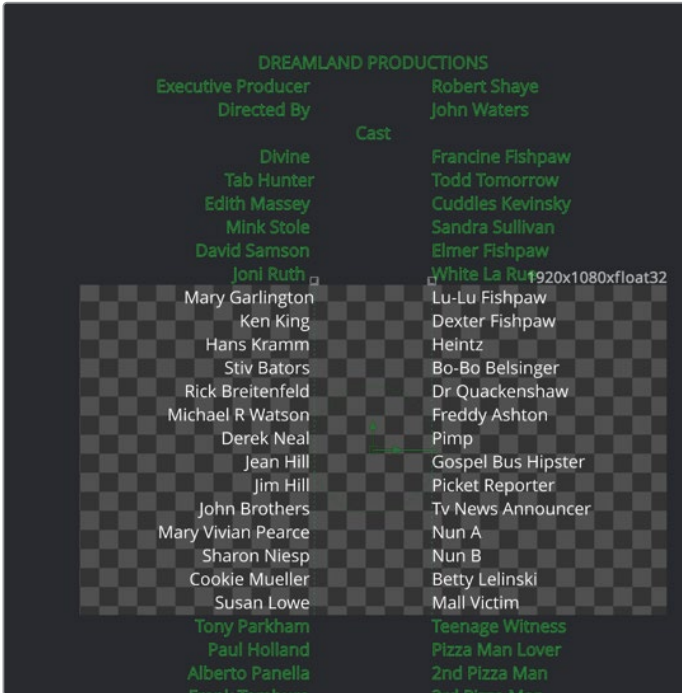 DREAMLAND PRODUCTIONS
Executive Producer Robert Shaye
Directed By John Waters
Cast
Divine Francine Fishpaw
Tab Hunter Todd Tomorrow
Edith Massey Cuddles Kevinsky
Mink Stole Sandra Sullivan
David Samson Elmer Fishpaw
Joni Ruth White La Rue 1920x1080xfloat32
Mary Garlington Lu-Lu Fishpaw
Ken King Dexter Fishpaw
Hans Kramm Heintz
Stiv Bators Bo-Bo Belsinger
Rick Breitenfeld Dr Quackenshaw
Michael R Watson Freddy Ashton
Derek Neal Pimp
Jean Hill Gospel Bus Hipster
Jim Hill Picket Reporter
John Brothers Tv News Announcer
Mary Vivian Pearce Nun A
Sharon Niesp Nun B
Cookie Mueller Betty Lelinski
Susan Lowe Mall Victim
Tony Parkham Teenage Witness
Paul Holland Pizza Man Lover
Alberto Panella 2nd Pizza Man